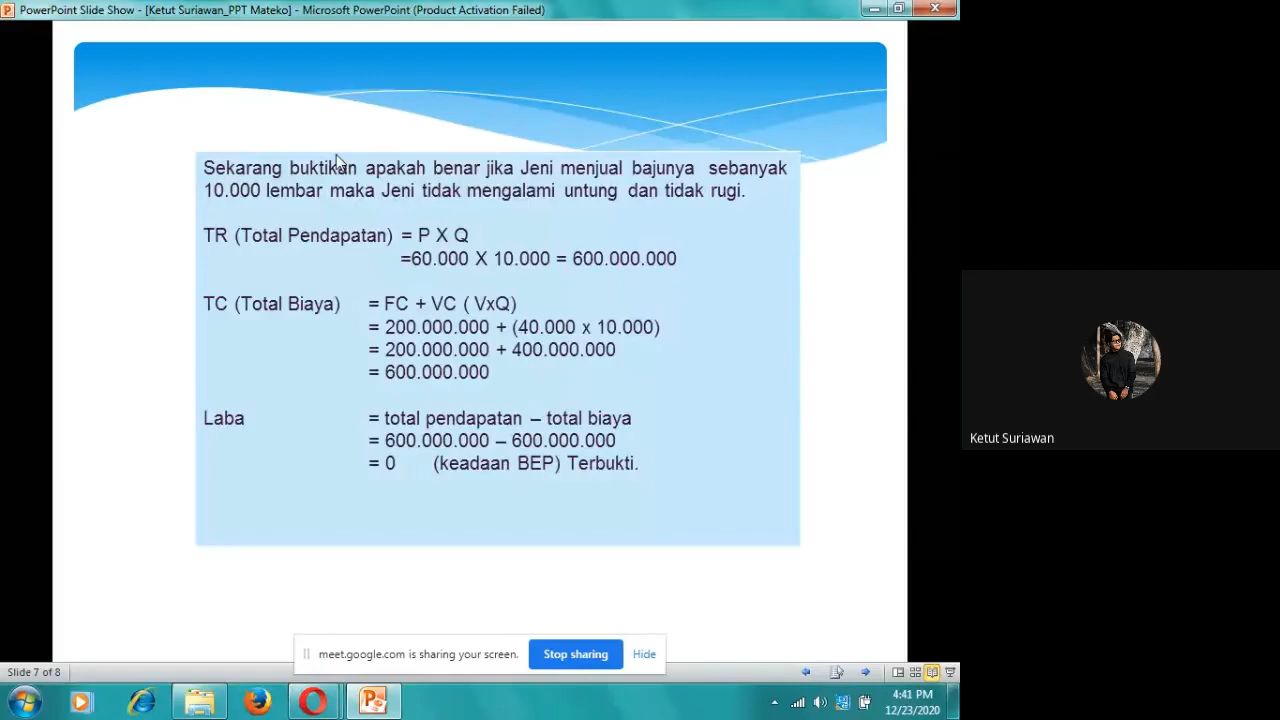 PowerPoint Slide Show - [Ketut Suriawan_PPT Mateko] - Microsoft PowerPoint (Product Activation Failed)
Sekarang buktikan apakah benar jika Jeni menjual bajunya sebanyak
10.000 lembar maka Jeni tidak mengalami untung dan tidak rugi.
TR (Total Pendapatan) = P X Q
=60.000 X 10.000 = 600.000.000
TC (Total Biaya) = FC + VC ( VxQ)
= 200.000.000 + (40.000 x 10.000)
= 200.000.000 + 400.000.000
= 600.000.000
Laba = total pendapatan – total biaya
= 600.000.000 – 600.000.000
= 0 (keadaan BEP) Terbukti.
Ketut Suriawan
meet.google.com is sharing your screen. Stop sharing Hide
Slide 7 of 8
4:41 PM
12/23/2020